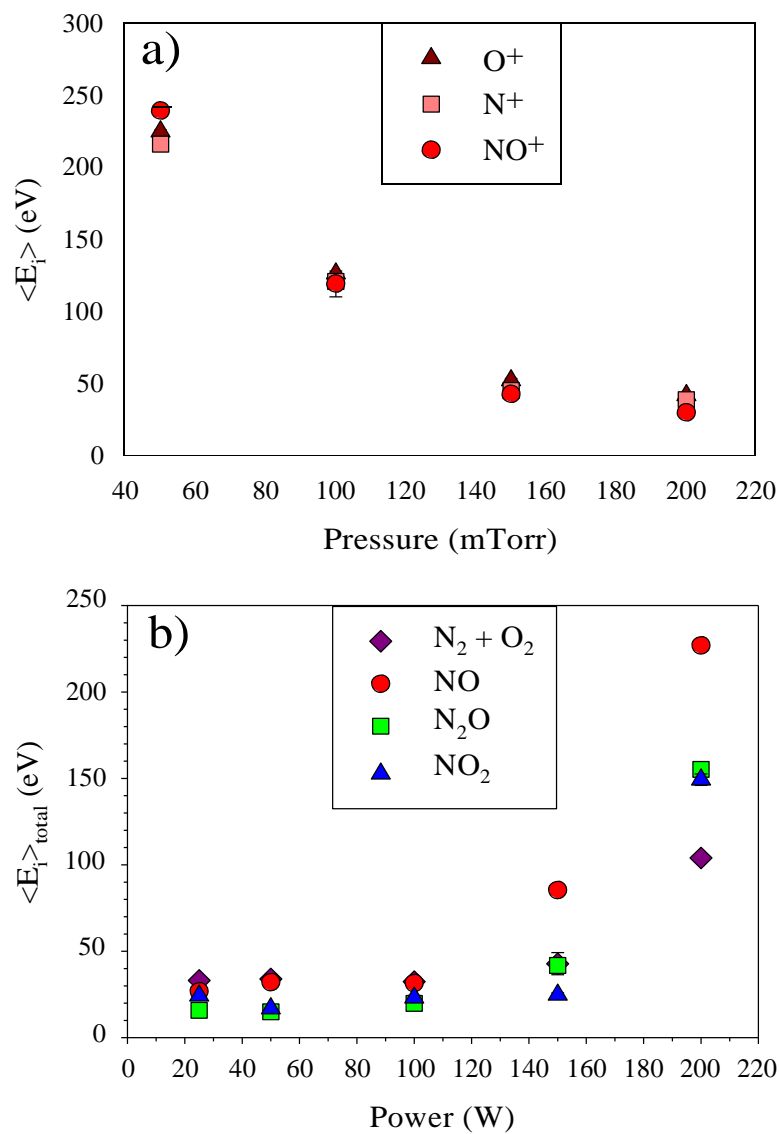 a)
O⁺
N⁺
NO⁺
300
250
200
150
100
50
0
<Eᵢ> (eV)
40 60 80 100 120 140 160 180 200 220
Pressure (mTorr)
b)
N₂ + O₂
NO
N₂O
NO₂
250
200
150
100
50
0
<Eᵢ>total (eV)
0 20 40 60 80 100 120 140 160 180 200 220
Power (W)